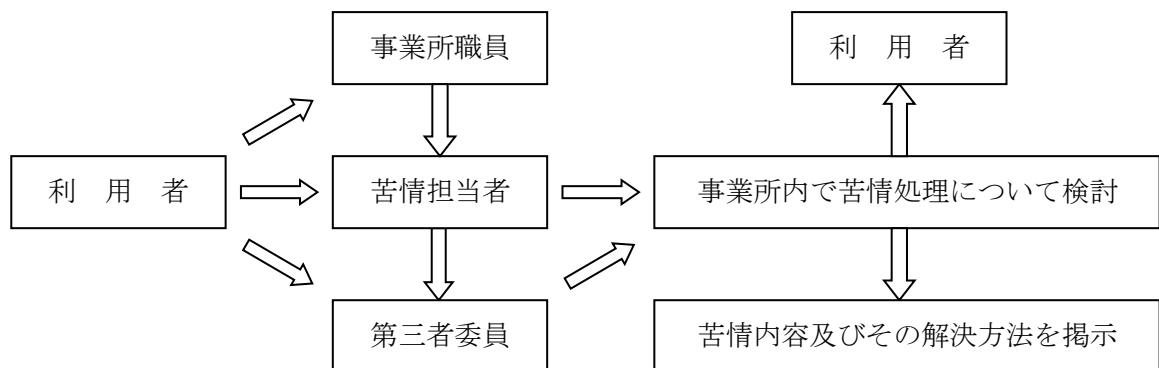 事業所職員
利　用　者
利　用　者
苦情担当者
事業所内で苦情処理について検討
第三者委員
苦情内容及びその解決方法を掲示